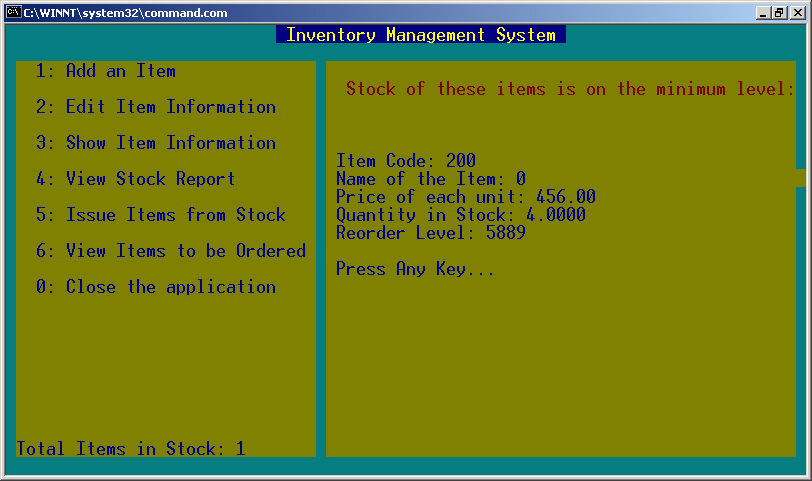 C:\WINNT\system32\command.com
Inventory Management System
1: Add an Item
2: Edit Item Information
3: Show Item Information
4: View Stock Report
5: Issue Items from Stock
6: View Items to be Ordered
0: Close the application
Total Items in Stock: 1
Stock of these items is on the minimum level:
Item Code: 200
Name of the Item: 0
Price of each unit: 456.00
Quantity in Stock: 4.0000
Reorder Level: 5889
Press Any Key...